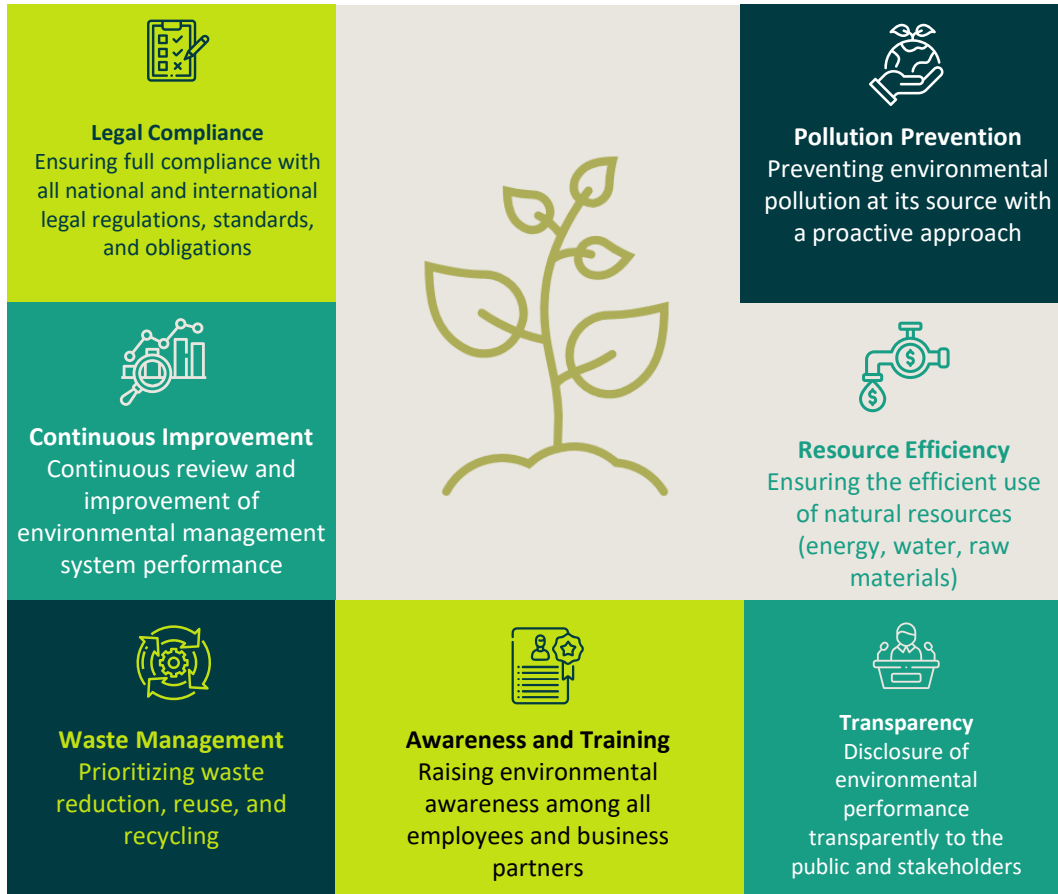 Legal Compliance
Ensuring full compliance with
all national and international
legal regulations, standards,
and obligations
Pollution Prevention
Preventing environmental
pollution at its source with
a proactive approach
Continuous Improvement
Continuous review and
improvement of
environmental management
system performance
Resource Efficiency
Ensuring the efficient use
of natural resources
(energy, water, raw
materials)
Waste Management
Prioritizing waste
reduction, reuse, and
recycling
Awareness and Training
Raising environmental
awareness among all
employees and business
partners
Transparency
Disclosure of
environmental
performance
transparently to the
public and stakeholders